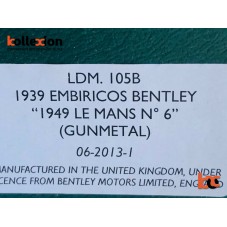 kollexion
LDM. 105B
1939 EMBIRICOS BENTLEY
"1949 LE MANS N° 6"
(GUNMETAL)
06-2013-1
MANUFACTURED IN THE UNITED KINGDOM, UNDER
LICENCE FROM BENTLEY MOTORS LIMITED,